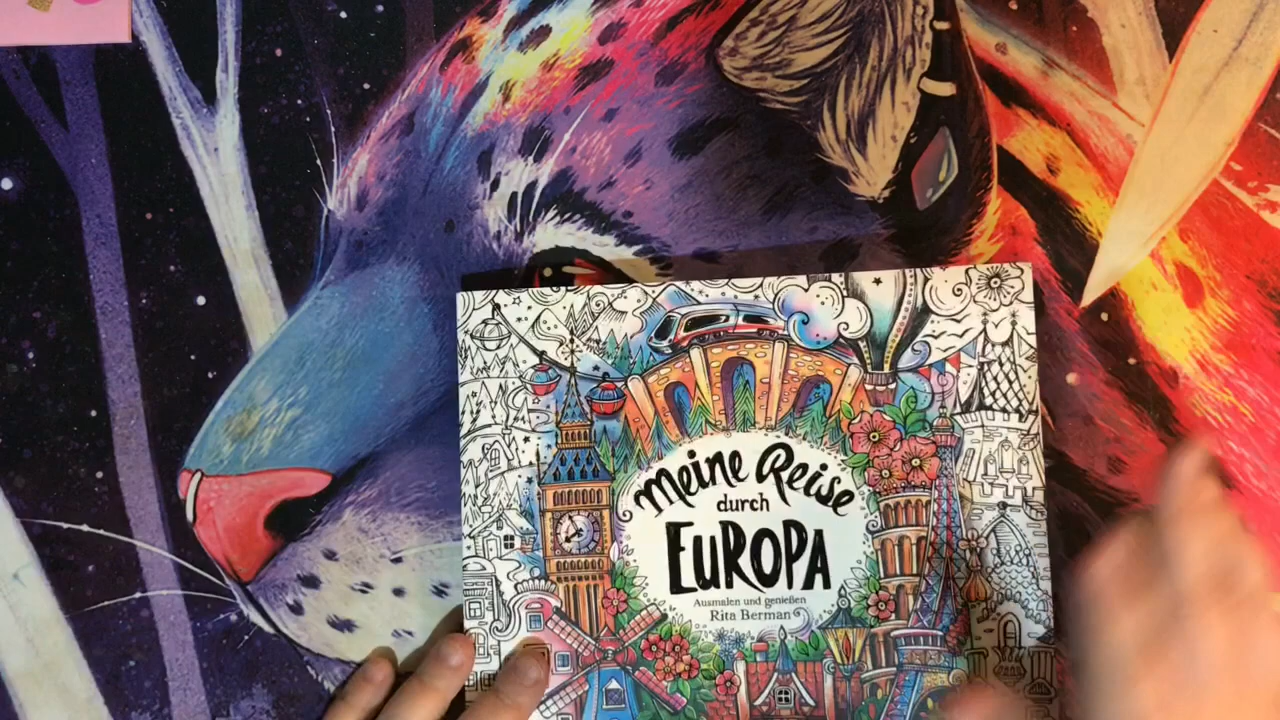 Meine Reise
durch
EUROPA
Ausmalen und genießen
Rita Berman